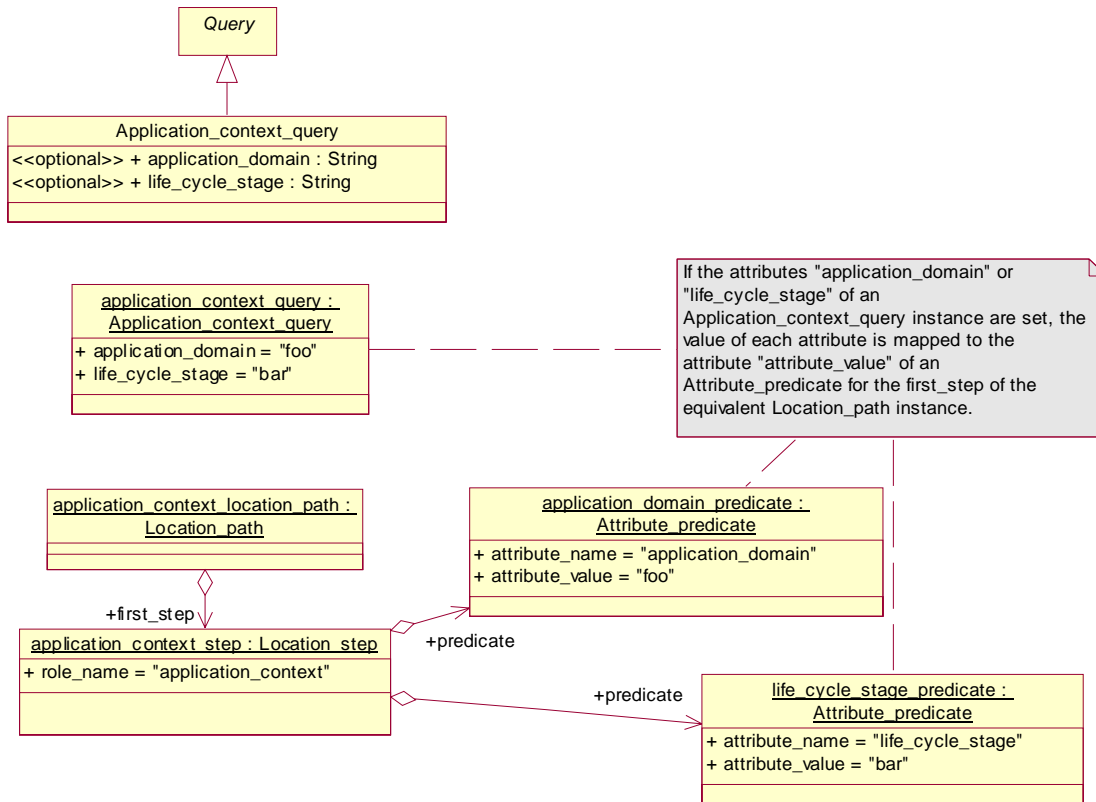 Query
Application_context_query
<<optional>> + application_domain : String
<<optional>> + life_cycle_stage : String
If the attributes "application_domain" or
"life_cycle_stage" of an
Application_context_query instance are set, the
value of each attribute is mapped to the
attribute "attribute_value" of an
Attribute_predicate for the first_step of the
equivalent Location_path instance.
application_context_query :
Application_context_query
+ application_domain = "foo"
+ life_cycle_stage = "bar"
application_context_location_path :
Location_path
application_domain_predicate :
Attribute_predicate
+ attribute_name = "application_domain"
+ attribute_value = "foo"
+first_step
+predicate
application_context_step : Location_step
+ role_name = "application_context"
+predicate
life_cycle_stage_predicate :
Attribute_predicate
+ attribute_name = "life_cycle_stage"
+ attribute_value = "bar"